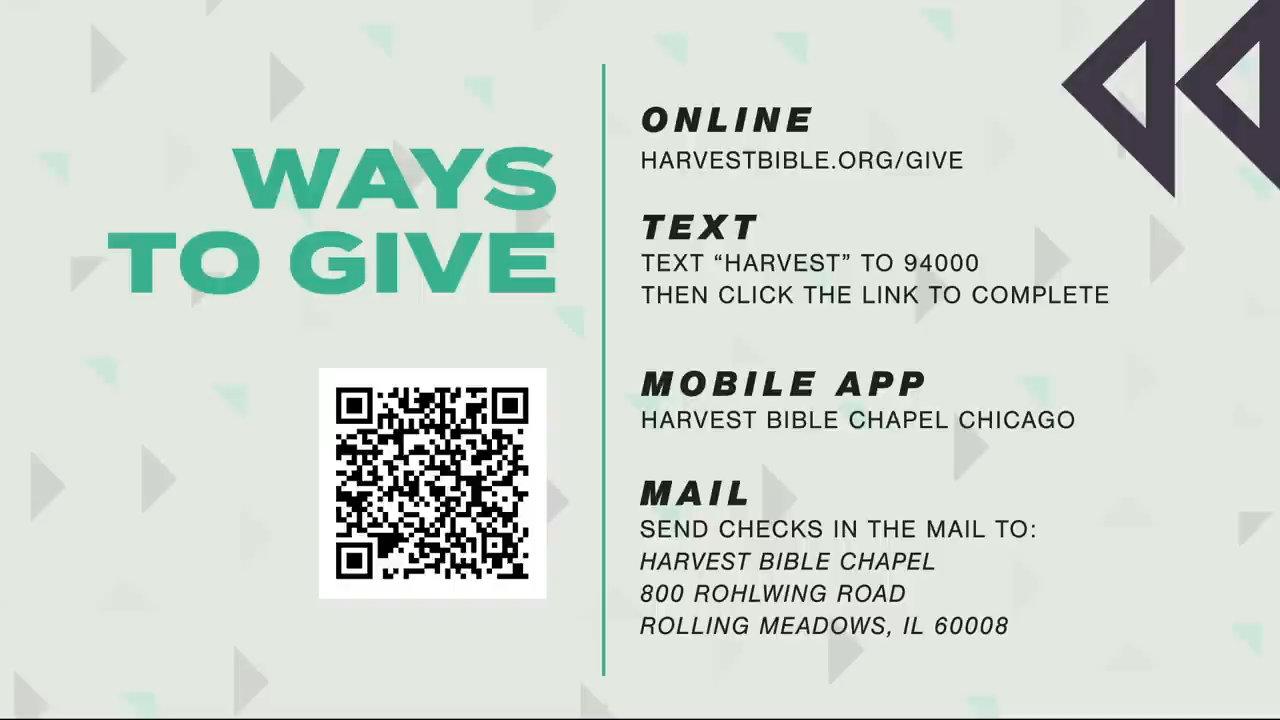 WAYS
TO GIVE
ONLINE
HARVESTBIBLE.ORG/GIVE
TEXT
TEXT “HARVEST” TO 94000
THEN CLICK THE LINK TO COMPLETE
MOBILE APP
HARVEST BIBLE CHAPEL CHICAGO
MAIL
SEND CHECKS IN THE MAIL TO:
HARVEST BIBLE CHAPEL
800 ROHLWING ROAD
ROLLING MEADOWS, IL 60008